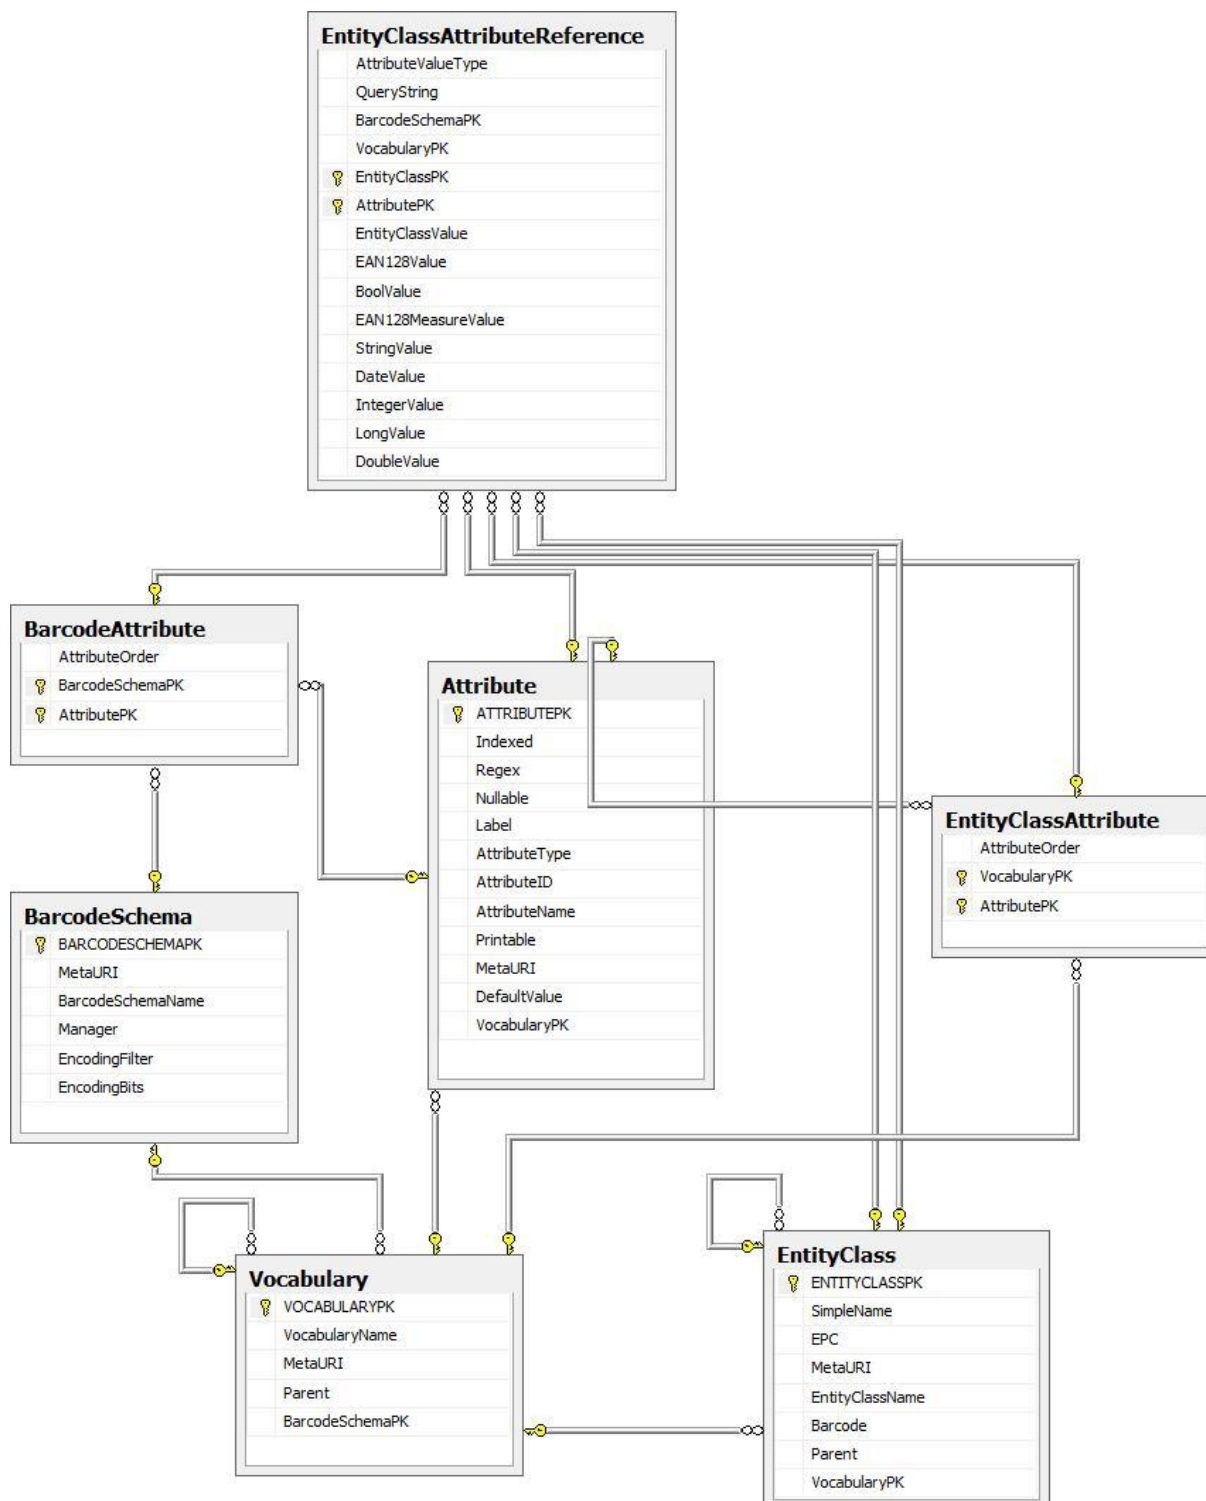 EntityClassAttributeReference
AttributeValueType
QueryString
BarcodeSchemaPK
VocabularyPK
EntityClassPK
AttributePK
EntityClassValue
EAN128Value
BoolValue
EAN128MeasureValue
StringValue
DateValue
IntegerValue
LongValue
DoubleValue
BarcodeAttribute
AttributeOrder
BarcodeSchemaPK
AttributePK
Attribute
ATTRIBUTEPK
Indexed
Regex
Nullable
Label
AttributeType
AttributeID
AttributeName
Printable
MetaURI
DefaultValue
VocabularyPK
EntityClassAttribute
AttributeOrder
VocabularyPK
AttributePK
BarcodeSchema
BARCODESCHEMAPK
MetaURI
BarcodeSchemaName
Manager
EncodingFilter
EncodingBits
Vocabulary
VOCABULARYPK
VocabularyName
MetaURI
Parent
BarcodeSchemaPK
EntityClass
ENTITYCLASSPK
SimpleName
EPC
MetaURI
EntityClassName
Barcode
Parent
VocabularyPK